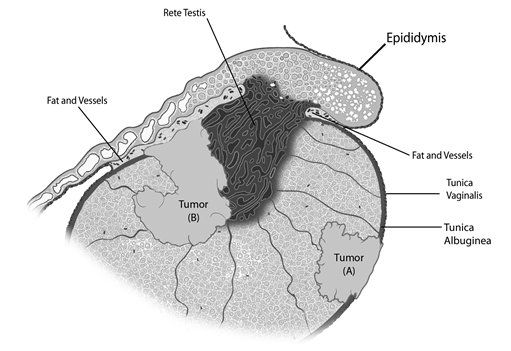 Rete Testis
Epididymis
Fat and Vessels
Fat and Vessels
Tunica
Vaginalis
Tumor
(B)
Tunica
Albuginea
Tumor
(A)